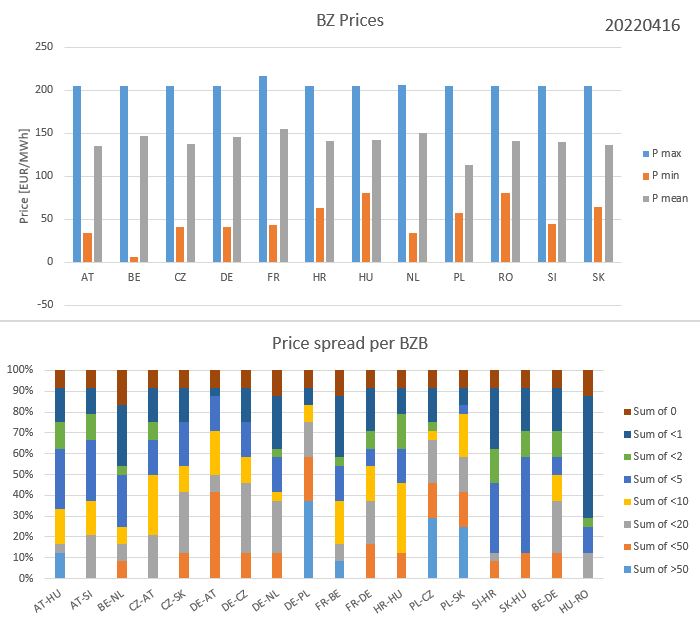 BZ Prices
20220416
250
200
150
100
50
0
-50
Price [EUR/MWh]
AT BE CZ DE FR HR HU NL PL RO SI SK
P max
P min
P mean
Price spread per BZB
100%
90%
80%
70%
60%
50%
40%
30%
20%
10%
0%
AT-HU AT-SI BE-NL CZ-AT CZ-SK DE-AT DE-CZ DE-NL DE-PL FR-BE FR-DE HR-HU PL-CZ PL-SK SI-HR SK-HU BE-DE HU-RO
Sum of 0
Sum of <1
Sum of <2
Sum of <5
Sum of <10
Sum of <20
Sum of <50
Sum of >50